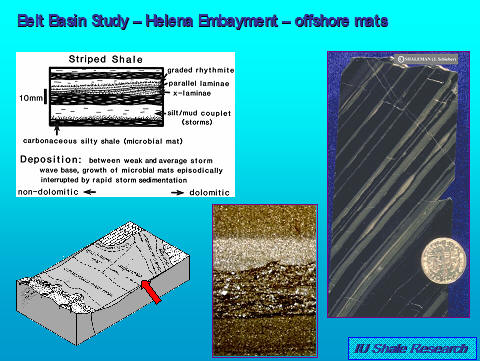 Belt Basin Study – Helena Embayment – offshore mats
Striped Shale
graded rhythmite
parallel laminae
x-laminae
10mm
silt/mud couplet
(storms)
carbonaceous silty shale (microbial mat)
Deposition: between weak and average storm
wave base, growth of microbial mats episodically
interrupted by rapid storm sedimentation
non-dolomitic
dolomitic
© SHALEMAN (J. Schieber)
IU Shale Research